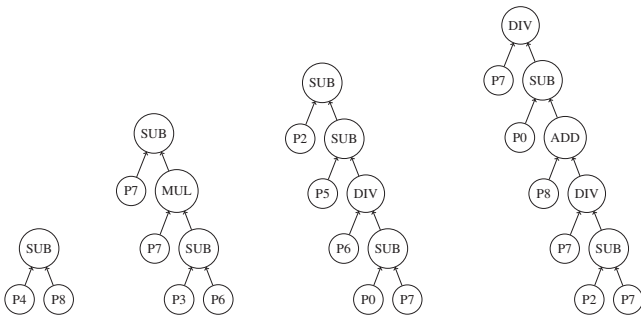 SUB
P4 P8
SUB
P7 MUL
P7 SUB
P3 P6
SUB
P2 SUB
P5 DIV
P6 SUB
P0 P7
DIV
P7 SUB
P0 ADD
P8 DIV
P7 SUB
P2 P7